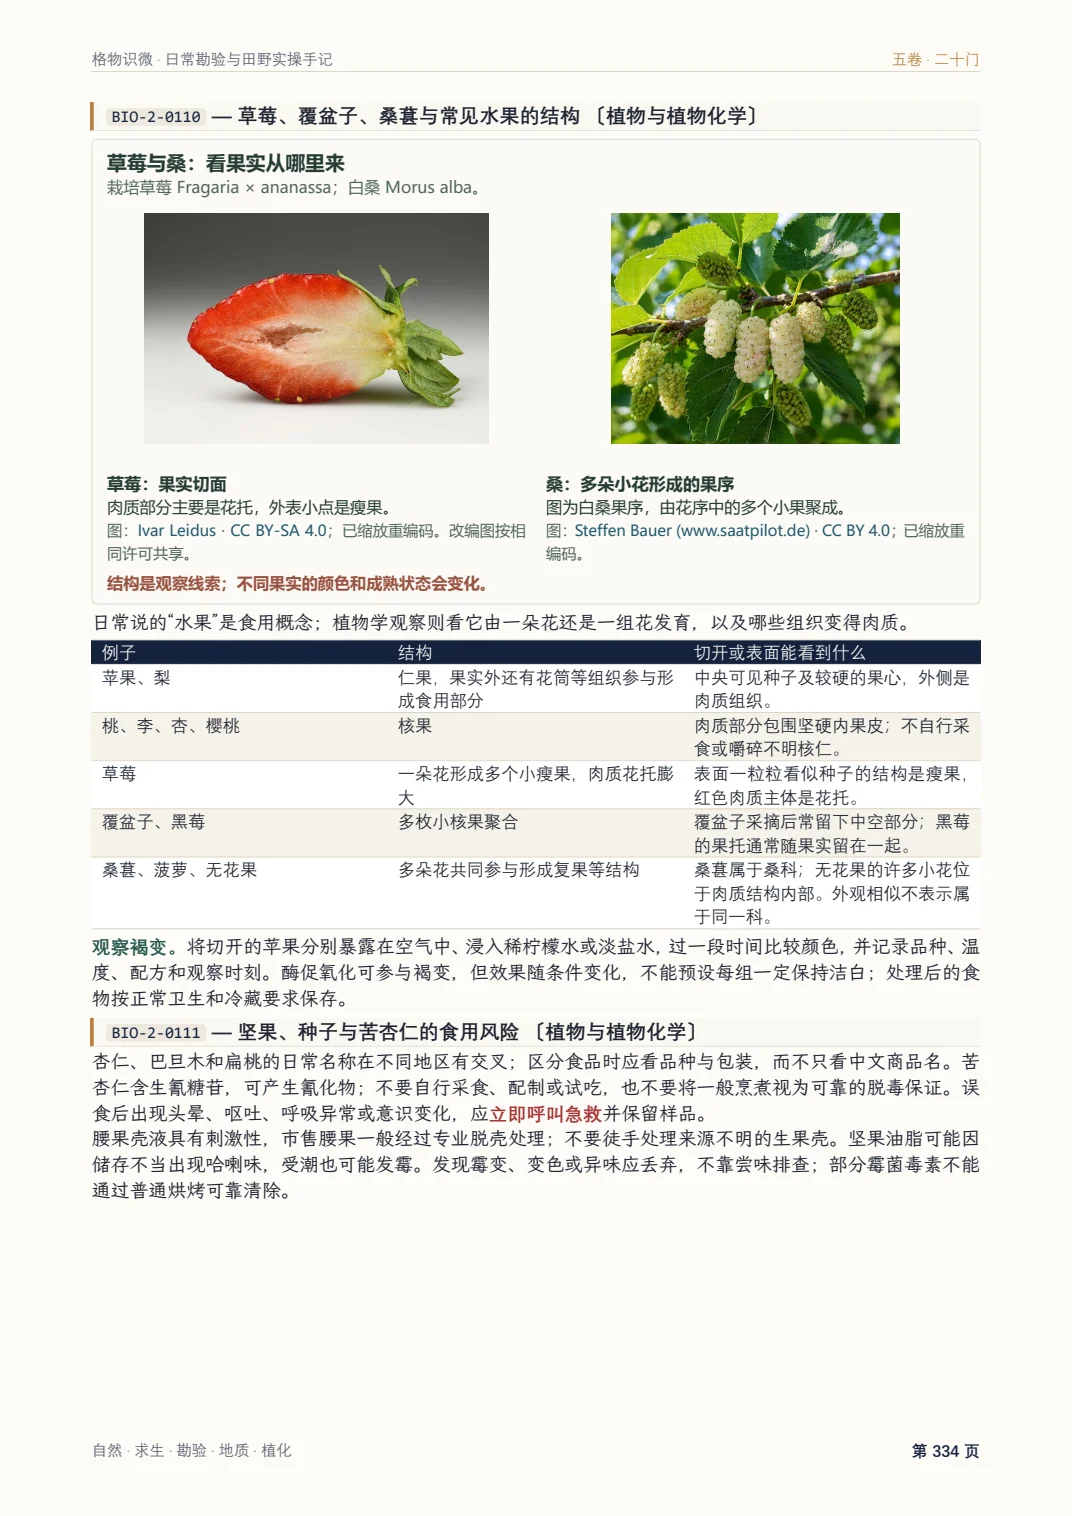 格物识微 · 日常勘验与田野实操手记
五卷 · 二十门
BIO-2-0110 — 草莓、覆盆子、桑葚与常见水果的结构 〔植物与植物化学〕
草莓与桑：看果实从哪里来
栽培草莓 Fragaria × ananassa；白桑 Morus alba。
草莓：果实切面
肉质部分主要是花托，外表小点是瘦果。
图：Ivar Leidus · CC BY-SA 4.0；已缩放重编码。改编图按相
同许可共享。
桑：多朵小花形成的果序
图为白桑果序，由花序中的多个小果聚成。
图：Steffen Bauer (www.saatpilot.de) · CC BY 4.0；已缩放重
编码。
结构是观察线索；不同果实的颜色和成熟状态会变化。
日常说的“水果”是食用概念；植物学观察则看它由一朵花还是一组花发育，以及哪些组织变得肉质。
例子
结构
切开或表面能看到什么
苹果、梨
仁果，果实外还有花筒等组织参与形
成食用部分
中央可见种子及较硬的果心，外侧是
肉质组织。
桃、李、杏、樱桃
核果
肉质部分包围坚硬内果皮；不自行采
食或嚼碎不明核仁。
草莓
一朵花形成多个小瘦果，肉质花托膨
大
表面一粒粒看似种子的结构是瘦果，
红色肉质主体是花托。
覆盆子、黑莓
多枚小核果聚合
覆盆子采摘后常留下中空部分；黑莓
的果托通常随果实留在一起。
桑葚、菠萝、无花果
多朵花共同参与形成复果等结构
桑葚属于桑科；无花果的许多小花位
于肉质结构内部。外观相似不表示属
于同一科。
观察褐变。将切开的苹果分别暴露在空气中、浸入稀柠檬水或淡盐水，过一段时间比较颜色，并记录品种、温
度、配方和观察时刻。酶促氧化可参与褐变，但效果随条件变化，不能预设每组一定保持洁白；处理后的食
物按正常卫生和冷藏要求保存。
BIO-2-0111 — 坚果、种子与苦杏仁的食用风险 〔植物与植物化学〕
杏仁、巴旦木和扁桃的日常名称在不同地区有交叉；区分食品时应看品种与包装，而不只看中文商品名。苦
杏仁含生氰糖苷，可产生氰化物；不要自行采食、配制或试吃，也不要将一般烹煮视为可靠的脱毒保证。误
食后出现头晕、呕吐、呼吸异常或意识变化，应立即呼叫急救并保留样品。
腰果壳液具有刺激性，市售腰果一般经过专业脱壳处理；不要徒手处理来源不明的生果壳。坚果油脂可能因
储存不当出现哈喇味，受潮也可能发霉。发现霉变、变色或异味应丢弃，不靠尝味排查；部分霉菌毒素不能
通过普通烘烤可靠清除。
自然 · 求生 · 勘验 · 地质 · 植化
第 334 页